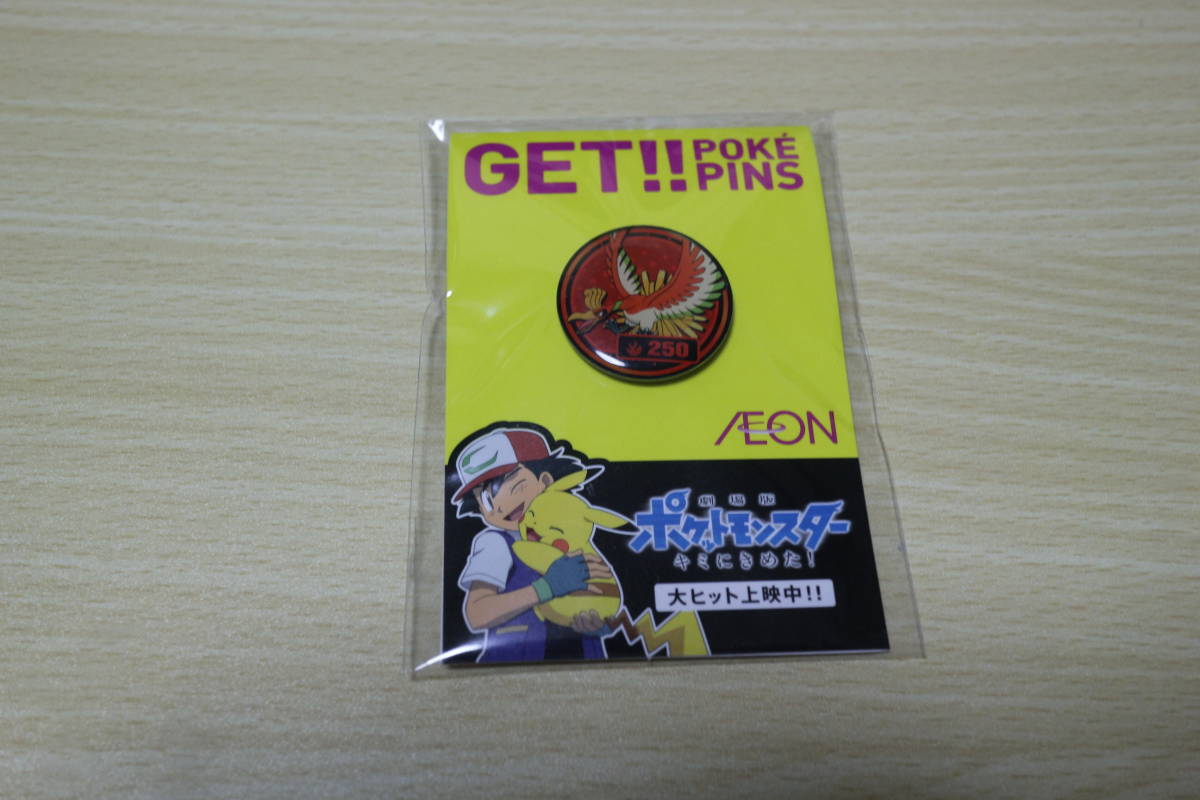 GET!! POKÉ PINS
250
ÆON
劇場版
ポケットモンスター
キミにきめた!
大ヒット上映中!!